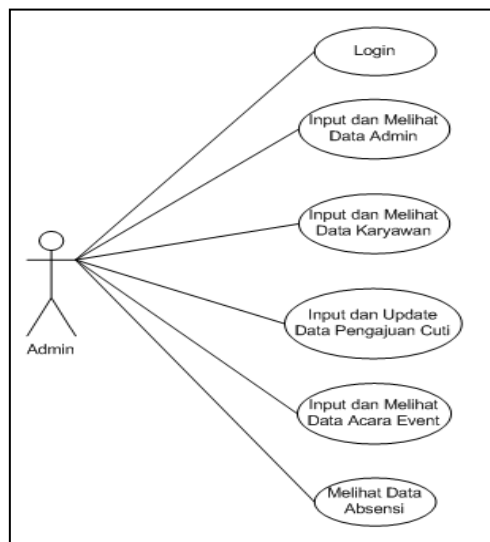 Login
Input dan Melihat
Data Admin
Input dan Melihat
Data Karyawan
Input dan Update
Data Pengajuan Cuti
Admin
Input dan Melihat
Data Acara Event
Melihat Data
Absensi